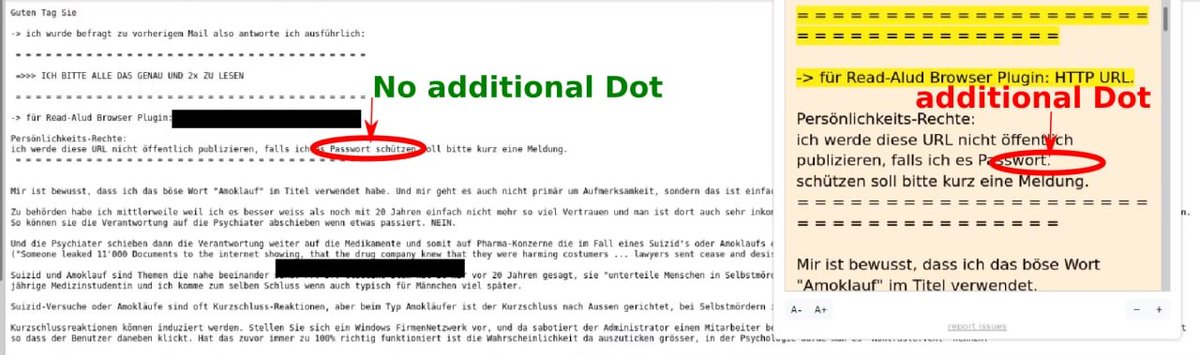 Guten Tag Sie
-> ich wurde befragt zu vorherigem Mail also antworte ich ausführlich:
- - - - - - - - - - - - - - - - - - - - - - - - - - - - - - - - - - -
=>>> ICH BITTE ALLE DAS GENAU UND 2x ZU LESEN
- - - - - - - - - - - - - - - - - - - - - - - - - - - - - - - - - - -
No additional Dot
-> für Read-Alud Browser Plugin:
Persönlichkeits-Rechte:
ich werde diese URL nicht öffentlich publizieren, falls ich es Passwort schützen soll bitte kurz eine Meldung.
- - - - - - - - - - - - - - - - - - - - - - - - - - - - - - - - - - -
Mir ist bewusst, dass ich das böse Wort "Amoklauf" im Titel verwendet habe. Und mir geht es auch nicht primär um Aufmerksamkeit, sondern das ist einfac
Zu behörden habe ich mittlerweile weil ich es besser weiss als noch mit 20 Jahren einfach nicht mehr so viel Vertrauen und man ist dort auch sehr inkon
So können sie die Verantwortung auf die Psychiater abschieben wenn etwas passiert. NEIN.
Und die Psychiater schieben dann die Verantwortung weiter auf die Medikamente und somit auf Pharma-Konzerne die im Fall eines Suizid's oder Amoklaufs
("Someone leaked 11'000 Documents to the internet showing, that the drug company knew that they were harming costumers ... lawyers sent cease and desis
Suizid und Amoklauf sind Themen die nahe beeinander vor 20 Jahren gesagt, sie "unterteile Menschen in Selbstmörd
jährige Medizinstudentin und ich komme zum selben Schluss wenn auch typisch für Männchen viel später.
Suizid-Versuche oder Amokläufe sind oft Kurzschluss-Reaktionen, aber beim Typ Amokläufer ist der Kurzschluss nach Aussen gerichtet, bei Selbstmördern
Kurzschlussreaktionen können induziert werden. Stellen Sie sich ein Windows FirmenNetzwerk vor, und da sabotiert der Administrator einen Mitarbeiter
so dass der Benutzer daneben klickt. Hat das zuvor immer zu 100% richtig funktioniert ist die Wahrscheinlichkeit da auszuticken grösser, in der Psychologie
= = = = = = = = = = = = = = = = = = = = = =
= = = = = = = = = = = = = = = =
-> für Read-Alud Browser Plugin: HTTP URL.
additional Dot
Persönlichkeits-Rechte:
ich werde diese URL nicht öffentlich
publizieren, falls ich es Passwort.
schützen soll bitte kurz eine Meldung.
= = = = = = = = = = = = = = = = = = = = = =
= = = = = = = = = = = = = = = =
Mir ist bewusst, dass ich das böse Wort
"Amoklauf" im Titel verwendet.
A- A+ − +
report issues